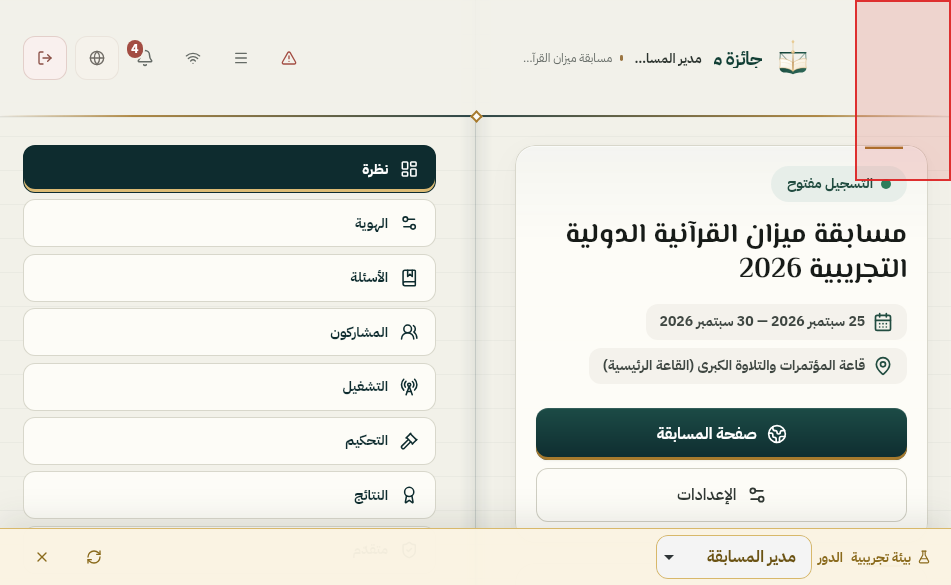 جائزة م
مدير المسا...
مسابقة ميزان القرآ...
4
التسجيل مفتوح
مسابقة ميزان القرآنية الدولية
التجريبية 2026
25 سبتمبر 2026 — 30 سبتمبر 2026
قاعة المؤتمرات والتلاوة الكبرى (القاعة الرئيسية)
صفحة المسابقة
الإعدادات
نظرة
الهوية
الأسئلة
المشاركون
التشغيل
التحكيم
النتائج
بيئة تجريبية
الدور
مدير المسابقة